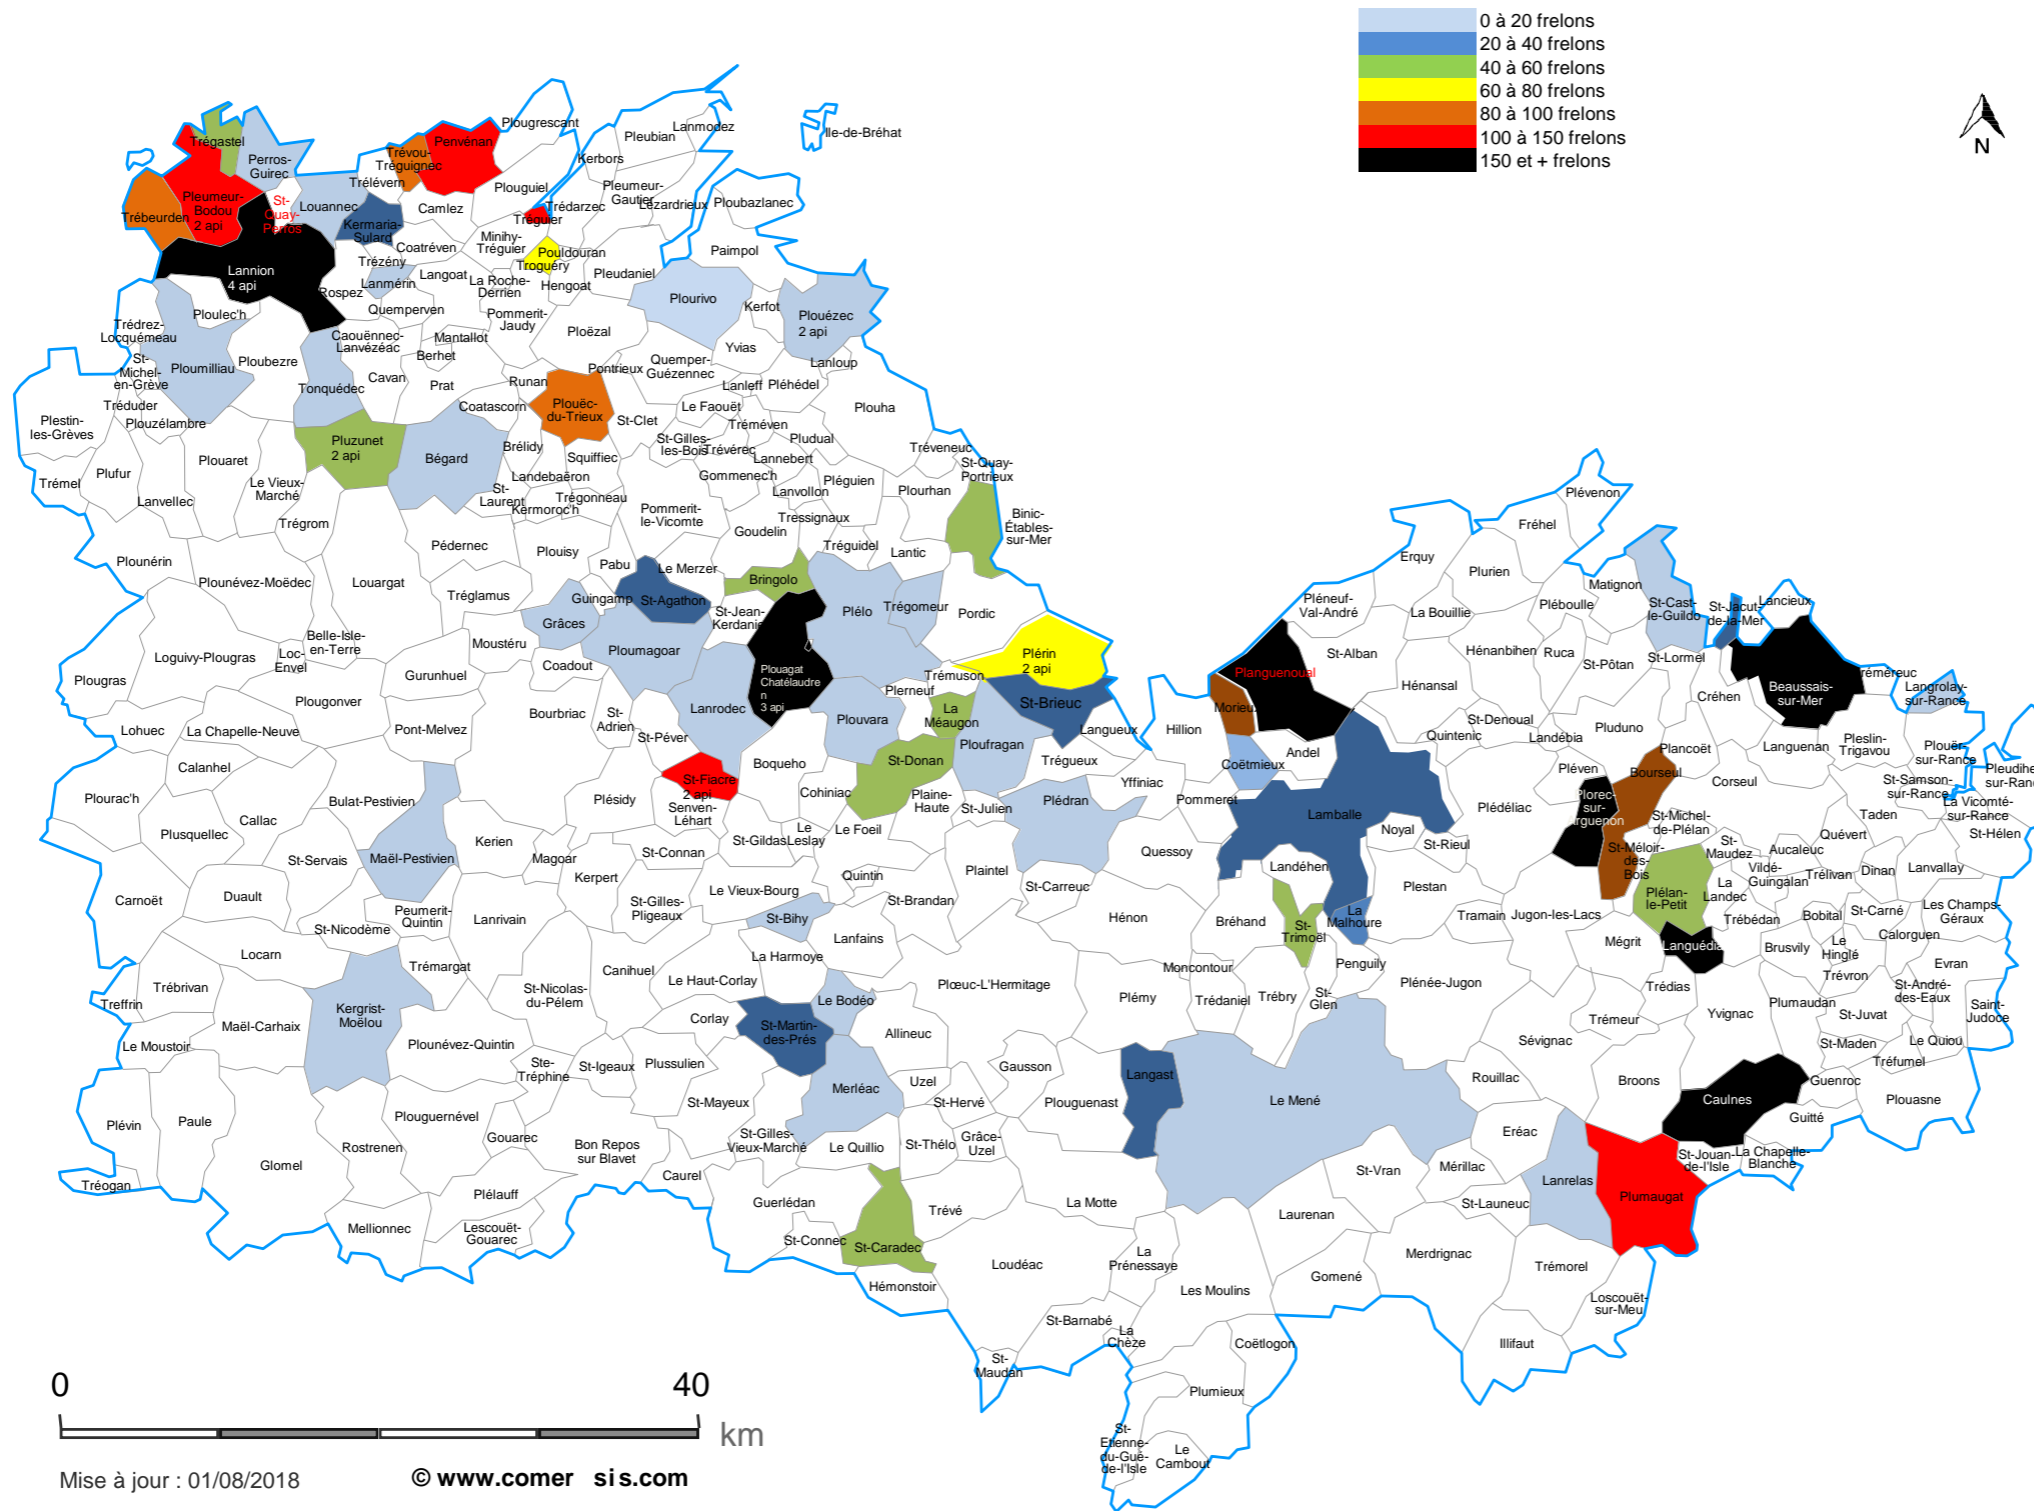 0 à 20 frelons
20 à 40 frelons
40 à 60 frelons
60 à 80 frelons
80 à 100 frelons
100 à 150 frelons
150 et + frelons
N
Plougrescant
Pleubian
Lanmodez
Ile-de-Bréhat
Trégastel
Perros-
Guirec
Trévou-
Tréguignec
Penvénan
Kerbors
Trélévern
Plouguiel
Pleumeur-
Gautier
Lézardrieux
Ploubazlanec
Trébeurden
Pleumeur-
Bodou
2 api
St-
Quay-
Perros
Louannec
Kermaria-
Sulard
Camlez
Tréguier
Trédarzec
Minihy-
Tréguier
Coatréven
Trézény
Pouldouran
Troguéry
Paimpol
Lannion
4 api
Lanmérin
Langoat
La Roche-
Derrien
Hengoat
Pleudaniel
Rospez
Quemperven
Pommerit-
Jaudy
Ploëzal
Plourivo
Kerfot
Plouézec
2 api
Ploulec'h
Trédrez-
Locquémeau
Caouënnec-
Lanvézéac
Mantallot
Berhet
Yvias
Lanloup
St-
Michel-
en-Grève
Ploumilliau
Ploubezre
Tonquédec
Cavan
Prat
Runan
Pontrieux
Quemper-
Guézennec
Lanleff
Pléhédel
Tréduder
Plouzélambre
Coatascorn
Plouëc-
du-Trieux
St-Clet
Le Faouët
Tréméven
Plouha
Plestin-
les-Grèves
Pluzunet
2 api
Bégard
Brélidy
Squiffiec
St-Gilles-
les-Bois
Trévérec
Pludual
Lannebert
Tréveneuc
St-Quay-
Portrieux
Plufur
Trémel
Plouaret
Lanvellec
Le Vieux-
Marché
Landebaëron
St-
Laurent
Trégonneau
Kermoroc'h
Gommenec'h
Lanvollon
Pléguien
Plourhan
Binic-
Étables-
sur-Mer
Trégrom
Pommerit-
le-Vicomte
Goudelin
Tressignaux
Tréguidel
Lantic
Plounérin
Plounévez-Moëdec
Louargat
Pédernec
Plouisy
Pabu
Le Merzer
Bringolo
Plélo
Trégomeur
Pordic
Tréglamus
Guingamp
St-Agathon
St-Jean-
Kerdaniel
Grâces
Ploumagoar
Belle-Isle-
en-Terre
Loc-
Envel
Moustéru
Coadout
Loguivy-Plougras
Plougras
Gurunhuel
Plougonver
Plouagat
Chatélaudre
n
3 api
Trémuson
Plérin
2 api
Plerneuf
La
Méaugon
St-Brieuc
Langueux
Lohuec
La Chapelle-Neuve
Pont-Melvez
Bourbriac
St-
Adrien
St-Péver
Lanrodec
Plouvara
Ploufragan
Trégueux
Calanhel
Plourac'h
Plusquellec
Callac
Bulat-Pestivien
Plésidy
St-Fiacre
2 api
Senven-
Léhart
Boqueho
Cohiniac
St-Donan
Plaine-
Haute
St-Julien
Plédran
Yffiniac
Hillion
Maël-Pestivien
St-Servais
Kerien
Magoar
Kerpert
St-Connan
St-Gildas
Le
Leslay
Le Foeil
Quintin
Plaintel
St-Carreuc
Quessoy
Pommeret
Carnoët
Duault
St-Nicodème
Peumerit-
Quintin
Lanrivain
St-Gilles-
Pligeaux
Le Vieux-Bourg
St-Bihy
St-Brandan
Lanfains
Hénon
Locarn
Trémargat
Trébrivan
Treffrin
Kergrist-
Moëlou
St-Nicolas-
du-Pélem
Canihuel
Le Haut-Corlay
La Harmoye
Le Bodéo
Plœuc-L'Hermitage
Plémy
Moncontour
Trédaniel
Trébry
St-
Glen
Penguily
Maël-Carhaix
Le Moustoir
Plounévez-Quintin
Corlay
St-Martin-
des-Prés
Allineuc
Ste-
Tréphine
St-Igeaux
Plussulien
St-Mayeux
Merléac
Uzel
St-Hervé
Gausson
Plouguenast
Langast
Le Mené
Plévin
Paule
Plouguernével
Gouarec
Rostrenen
Glomel
Bon Repos
sur Blavet
St-Gilles-
Vieux-Marché
Le Quillio
St-Thélo
Grâce-
Uzel
Tréogan
Plélauff
Mellionnec
Lescouët-
Gouarec
Caurel
Guerlédan
St-Connec
St-Caradec
Hémonstoir
Trévé
La Motte
Loudéac
La
Prénessaye
Les Moulins
St-Barnabé
La
Chèze
St-
Maudan
Coëtlogon
Plumieux
St-
Etienne-
du-Gué-
de-l'Isle
Le
Cambout
Plévenon
Fréhel
Erquy
Plurien
Pléneuf-
Val-André
La Bouillie
Pléboulle
Matignon
St-Cast-
le-Guildo
St-Jacut-
de-la-Mer
Lancieux
Planguenoual
St-Alban
Hénanbihen
Ruca
St-Pôtan
St-Lormel
Morieux
Hénansal
Créhen
Beaussais-
sur-Mer
Tréméreuc
Langrolay-
sur-Rance
Coëtmieux
Andel
St-Denoual
Quintenic
Landébia
Pluduno
Plancoët
Languenan
Pleslin-
Trigavou
Plouër-
sur-Rance
Pléven
Bourseul
Corseul
St-Samson-
sur-Rance
Lamballe
Plédéliac
La Vicomté-
sur-Rance
St-Michel-
de-Plélan
Taden
St-Hélen
Noyal
St-Rieul
St-Méloir-
des-
Bois
St-
Maudez
Quévert
Aucaleuc
Landéhen
Vildé-
Guingalan
Trélivan
Dinan
Lanvallay
Plestan
Plélan-
le-Petit
La
Landec
Bréhand
St-
Trimoël
La
Malhoure
Tramain
Jugon-les-Lacs
Trébédan
Bobital
St-Carné
Les Champs-
Géraux
Mégrit
Languédias
Brusvily
Le
Hinglé
Calorguen
Evran
Plénée-Jugon
Trédias
Trévron
St-André-
des-Eaux
Yvignac
Plumaudan
Saint-
Judoce
Trémeur
St-Juvat
Sévignac
St-Maden
Le Quiou
Tréfumel
Rouillac
Broons
Caulnes
Guenroc
Guitté
Plouasne
Eréac
Lanrelas
St-Jouan-
de-l'Isle
La Chapelle-
Blanche
St-Vran
Mérillac
Plumaugat
Laurenan
St-Launeuc
Merdrignac
Gomené
Trémorel
Loscouët-
sur-Meu
Illifaut
0
40
km
Mise à jour : 01/08/2018
© www.comer sis.com